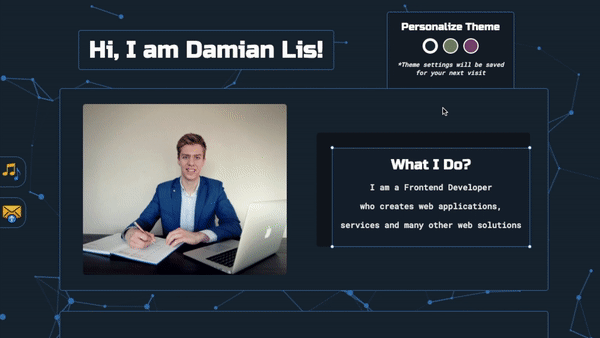 Hi, I am Damian Lis!
Personalize Theme
*Theme settings will be saved
for your next visit
What I Do?
I am a Frontend Developer
who creates web applications,
services and many other web solutions